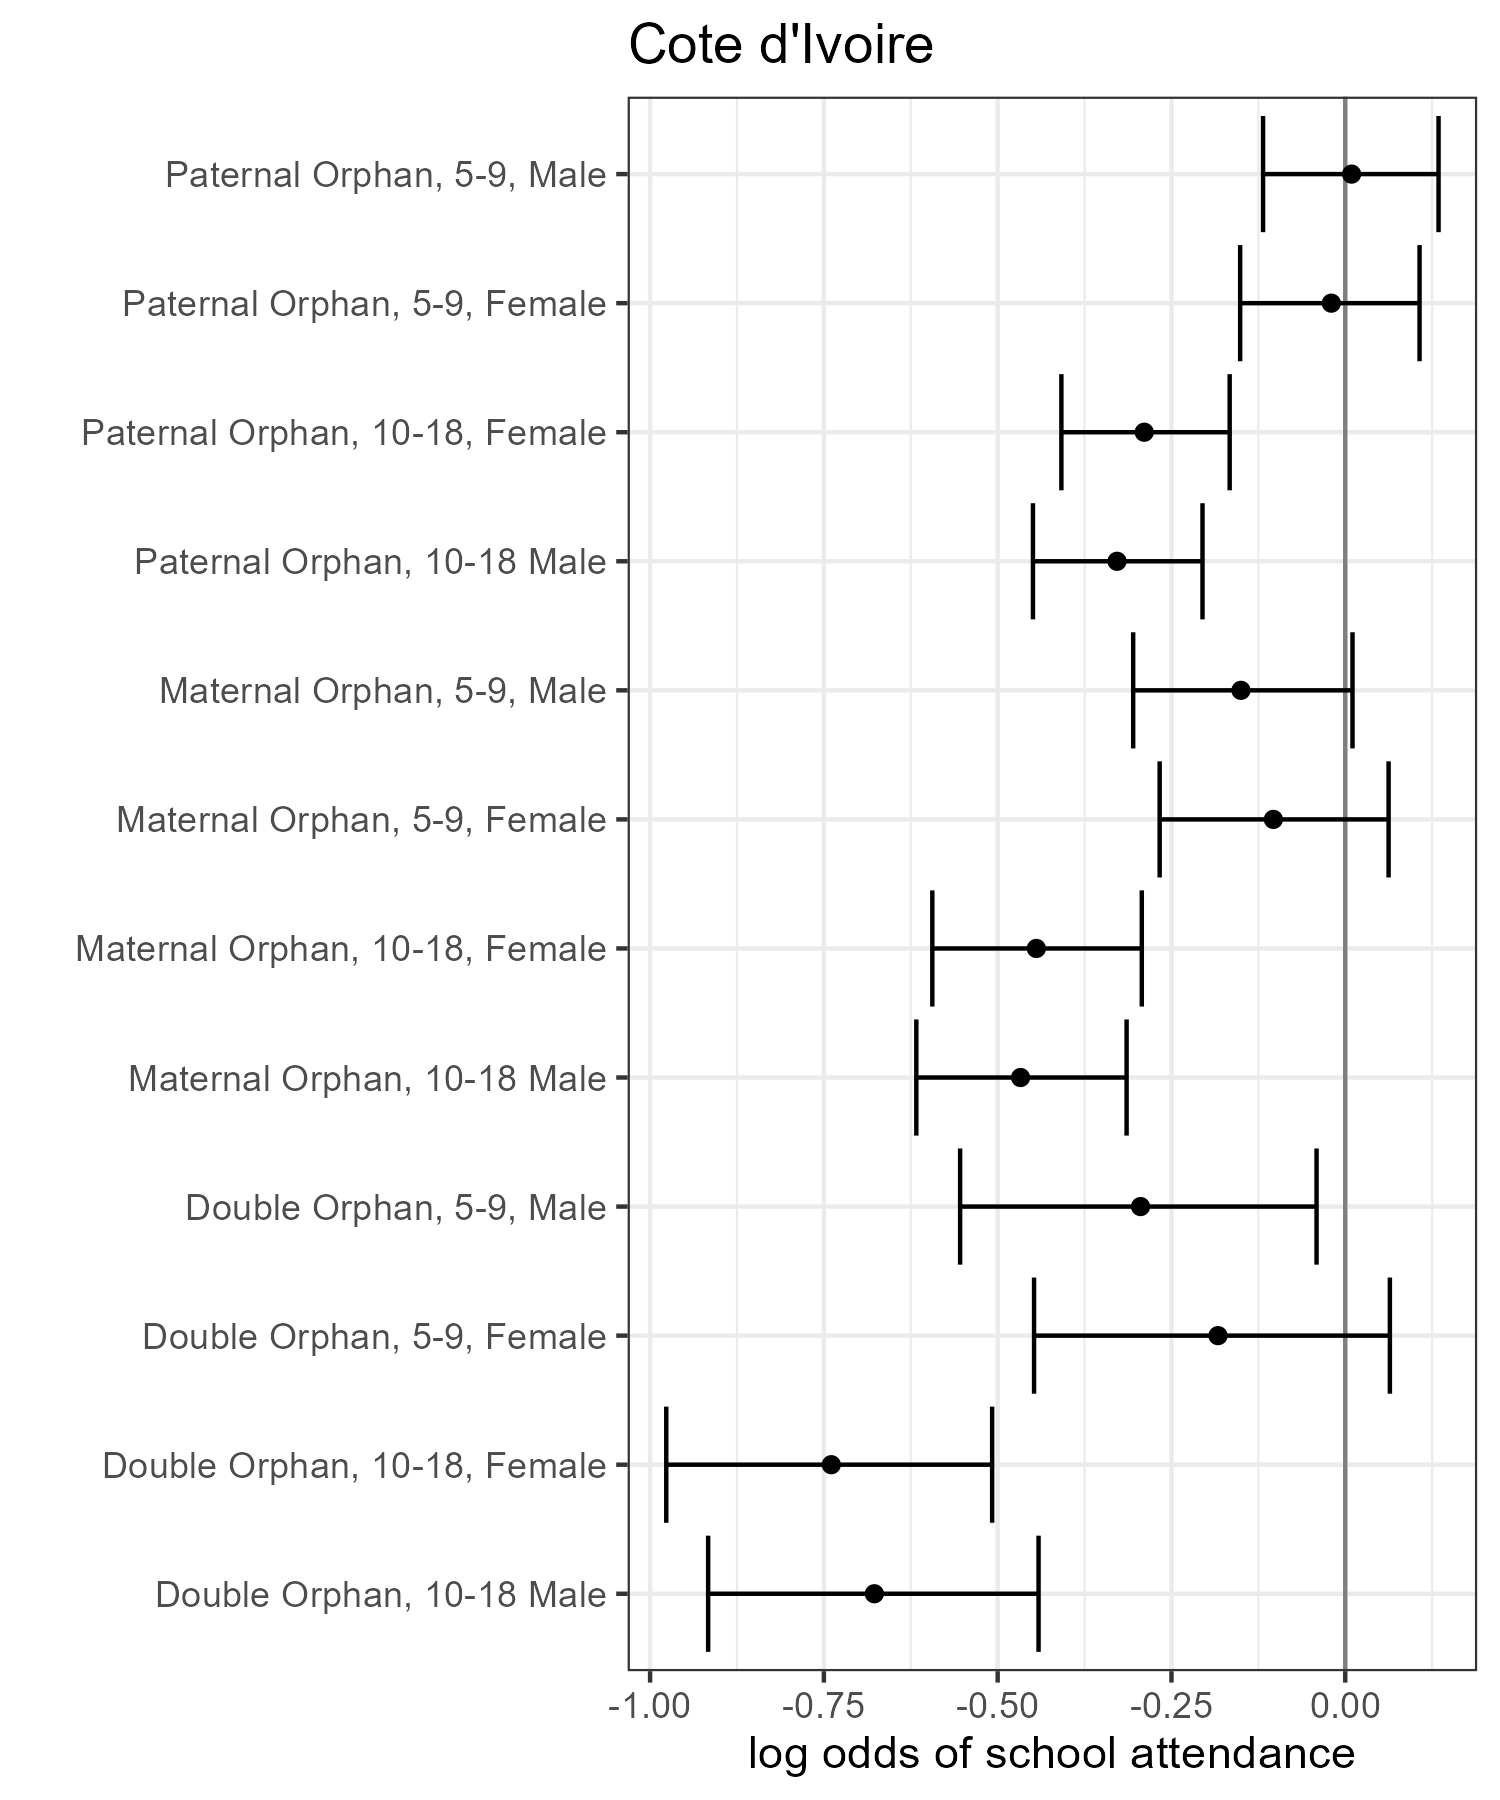 Cote d'Ivoire
Paternal Orphan, 5-9, Male
Paternal Orphan, 5-9, Female
Paternal Orphan, 10-18, Female
Paternal Orphan, 10-18 Male
Maternal Orphan, 5-9, Male
Maternal Orphan, 5-9, Female
Maternal Orphan, 10-18, Female
Maternal Orphan, 10-18 Male
Double Orphan, 5-9, Male
Double Orphan, 5-9, Female
Double Orphan, 10-18, Female
Double Orphan, 10-18 Male
-1.00 -0.75 -0.50 -0.25 0.00
log odds of school attendance